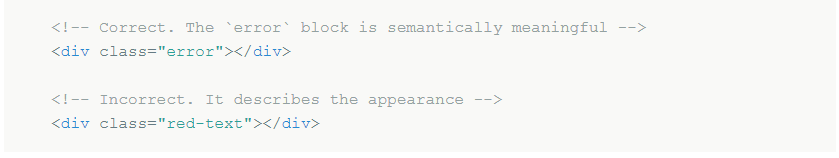 <!-- Correct. The `error` block is semantically meaningful -->
<div class="error"></div>
<!-- Incorrect. It describes the appearance -->
<div class="red-text"></div>